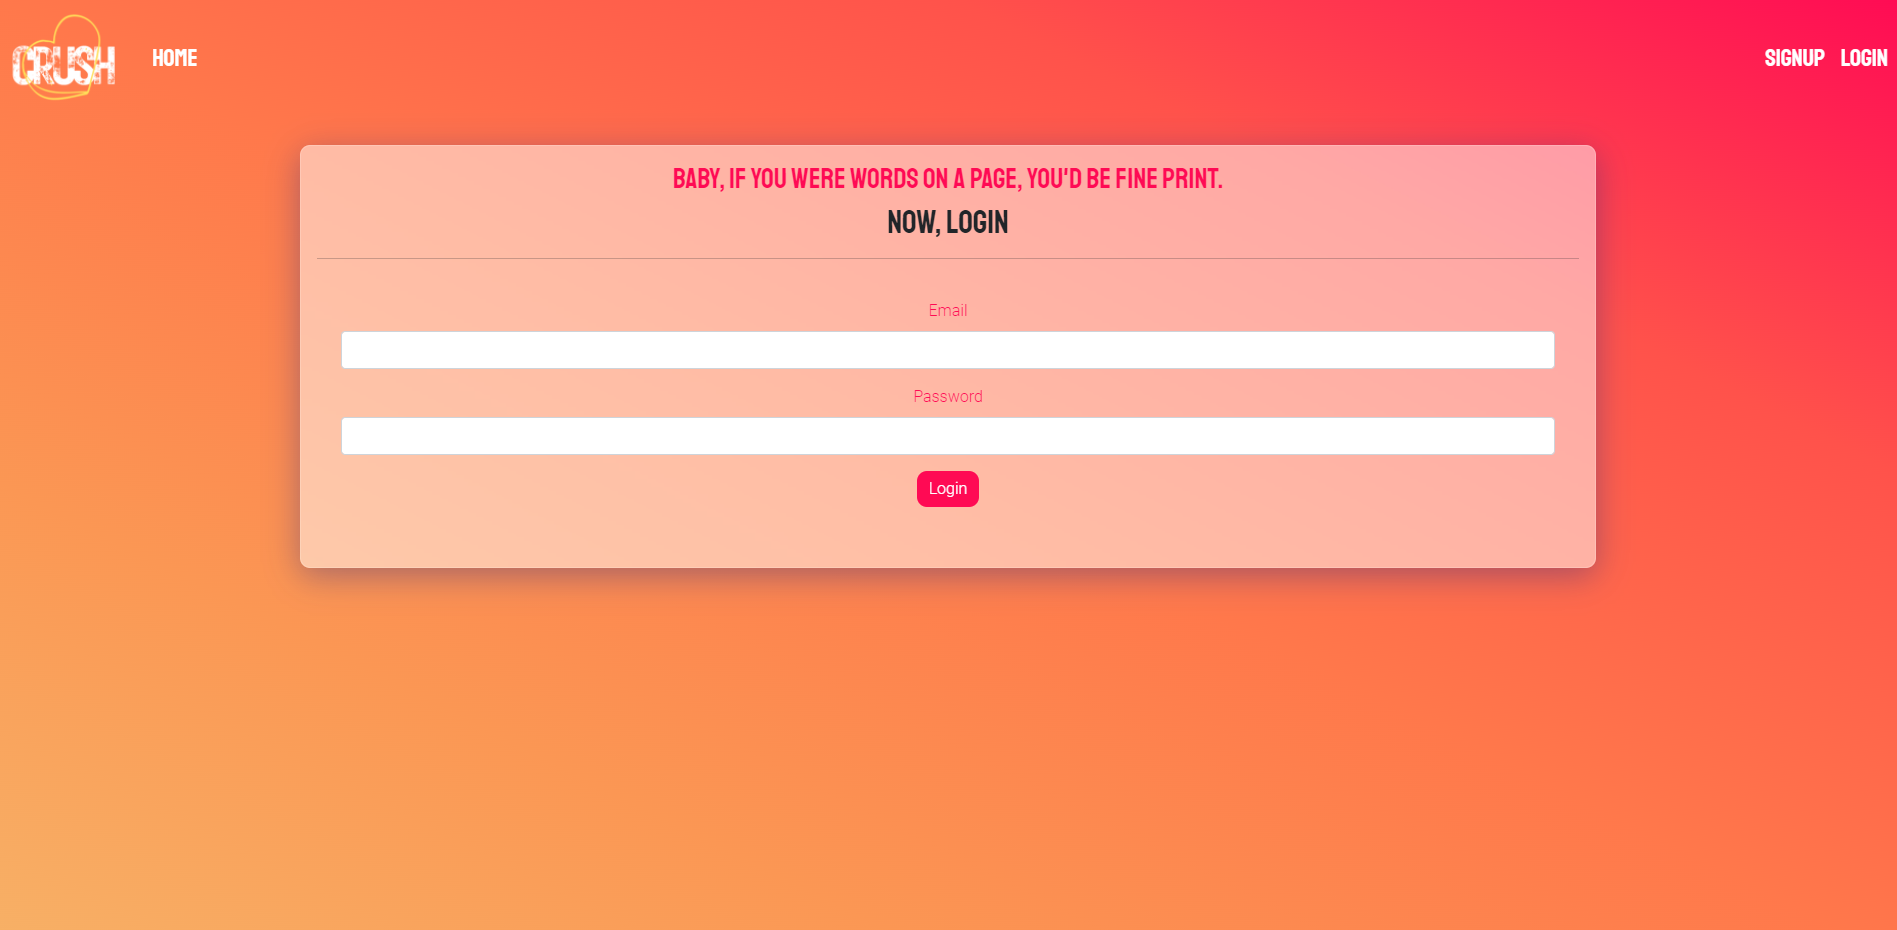 CRUSH
HOME
SIGNUP
LOGIN
BABY, IF YOU WERE WORDS ON A PAGE, YOU'D BE FINE PRINT.
NOW, LOGIN
Email
Password
Login